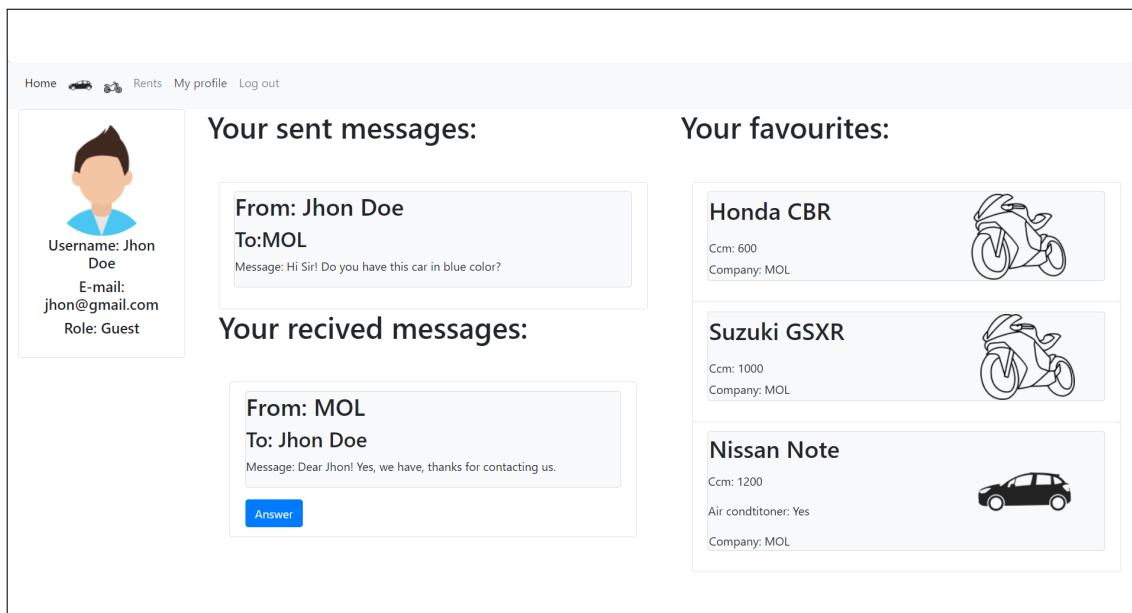 Home Rents My profile Log out
Username: Jhon
Doe
E-mail:
jhon@gmail.com
Role: Guest
Your sent messages:
From: Jhon Doe
To:MOL
Message: Hi Sir! Do you have this car in blue color?
Your recived messages:
From: MOL
To: Jhon Doe
Message: Dear Jhon! Yes, we have, thanks for contacting us.
Answer
Your favourites:
Honda CBR
Ccm: 600
Company: MOL
Suzuki GSXR
Ccm: 1000
Company: MOL
Nissan Note
Ccm: 1200
Air condtitoner: Yes
Company: MOL